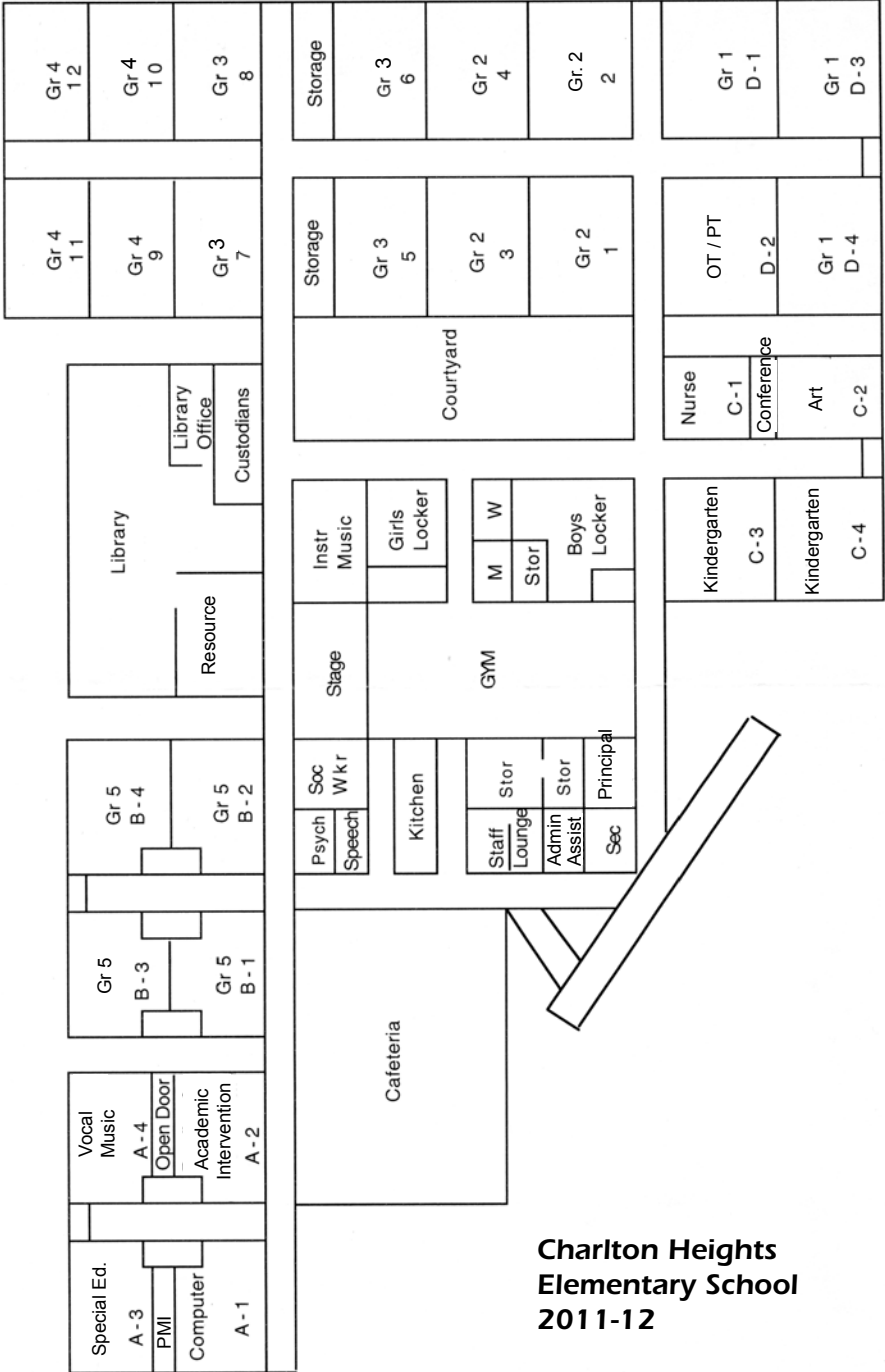 Gr 4
12
Gr 4
10
Gr 3
8
Storage
Gr 3
6
Gr 2
4
Gr. 2
2
Gr 1
D-1
Gr 1
D-3
Gr 4
11
Gr 4
9
Gr 3
7
Storage
Gr 3
5
Gr 2
3
Gr 2
1
OT / PT
D-2
Gr 1
D-4
Library
Library
Office
Custodians
Resource
Courtyard
Nurse
C-1
Conference
Art
C-2
Instr
Music
Girls
Locker
W
M
Stor
Boys
Locker
Kindergarten
C-3
Kindergarten
C-4
Stage
GYM
Gr 5
B-4
Gr 5
B-2
Soc
Wkr
Psych
Speech
Kitchen
Stor
Stor
Principal
Staff
Lounge
Admin
Assist
Sec
Gr 5
B-3
Gr 5
B-1
Cafeteria
Vocal
Music
A-4
Open Door
Academic
Intervention
A-2
Special Ed.
A-3
PMI
Computer
A-1
Charlton Heights
Elementary School
2011-12